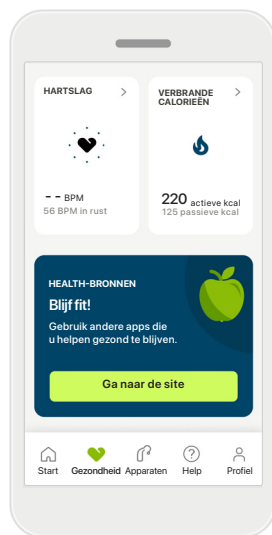 HARTSLAG
VERBRANDE
CALORIEËN
-- BPM
56 BPM in rust
220 actieve kcal
125 passieve kcal
HEALTH-BRONNEN
Blijf fit!
Gebruik andere apps die
u helpen gezond te blijven.
Ga naar de site
Start Gezondheid Apparaten Help Profiel